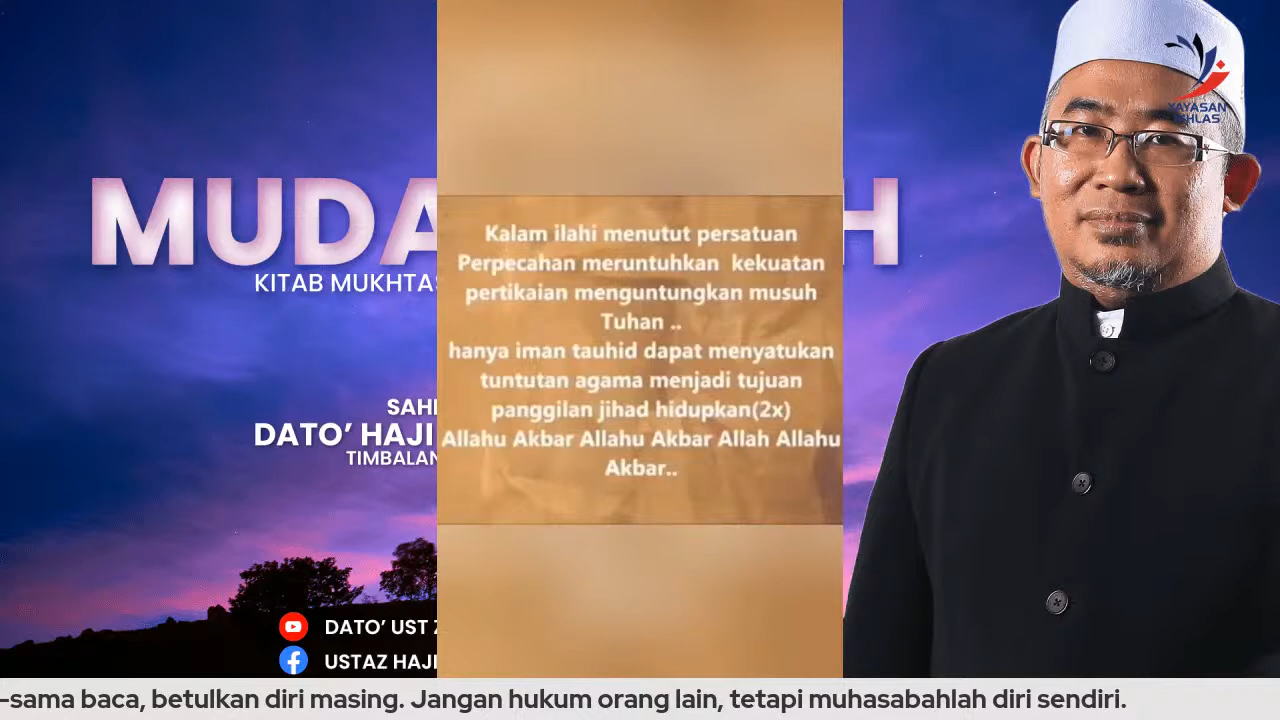 MUDA
H
KITAB MUKHTAS
SAH
DATO’ HAJI
TIMBALAN
DATO’ UST Z
USTAZ HAJI
Kalam ilahi menutut persatuan
Perpecahan meruntuhkan kekuatan
pertikaian menguntungkan musuh
Tuhan ..
hanya iman tauhid dapat menyatukan
tuntutan agama menjadi tujuan
panggilan jihad hidupkan(2x)
Allahu Akbar Allahu Akbar Allah Allahu
Akbar..
YAYASAN
IKHLAS
-sama baca, betulkan diri masing. Jangan hukum orang lain, tetapi muhasabahlah diri sendiri.